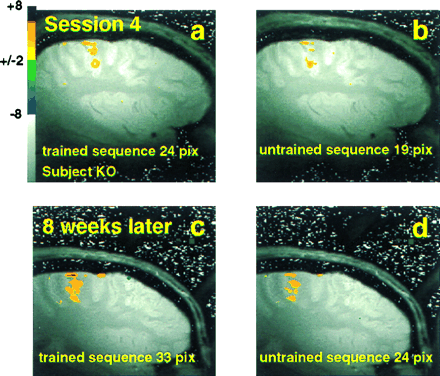 +8
+/-2
-8
Session 4
a
trained sequence 24 pix
Subject KO
b
untrained sequence 19 pix
8 weeks later
c
trained sequence 33 pix
d
untrained sequence 24 pix